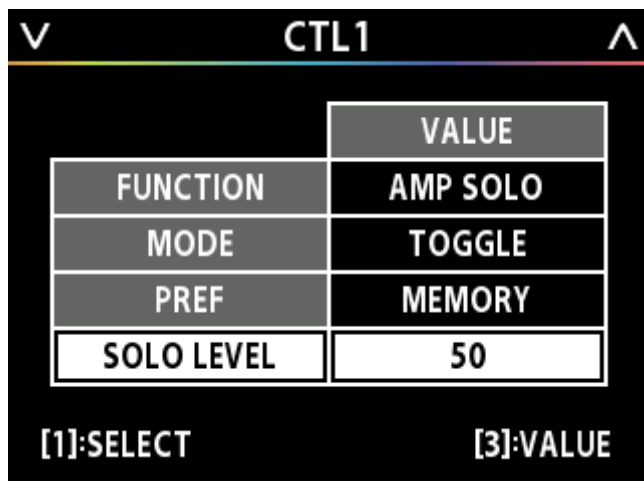 CTL1
VALUE
FUNCTION AMP SOLO
MODE TOGGLE
PREF MEMORY
SOLO LEVEL 50
[1]:SELECT [3]:VALUE